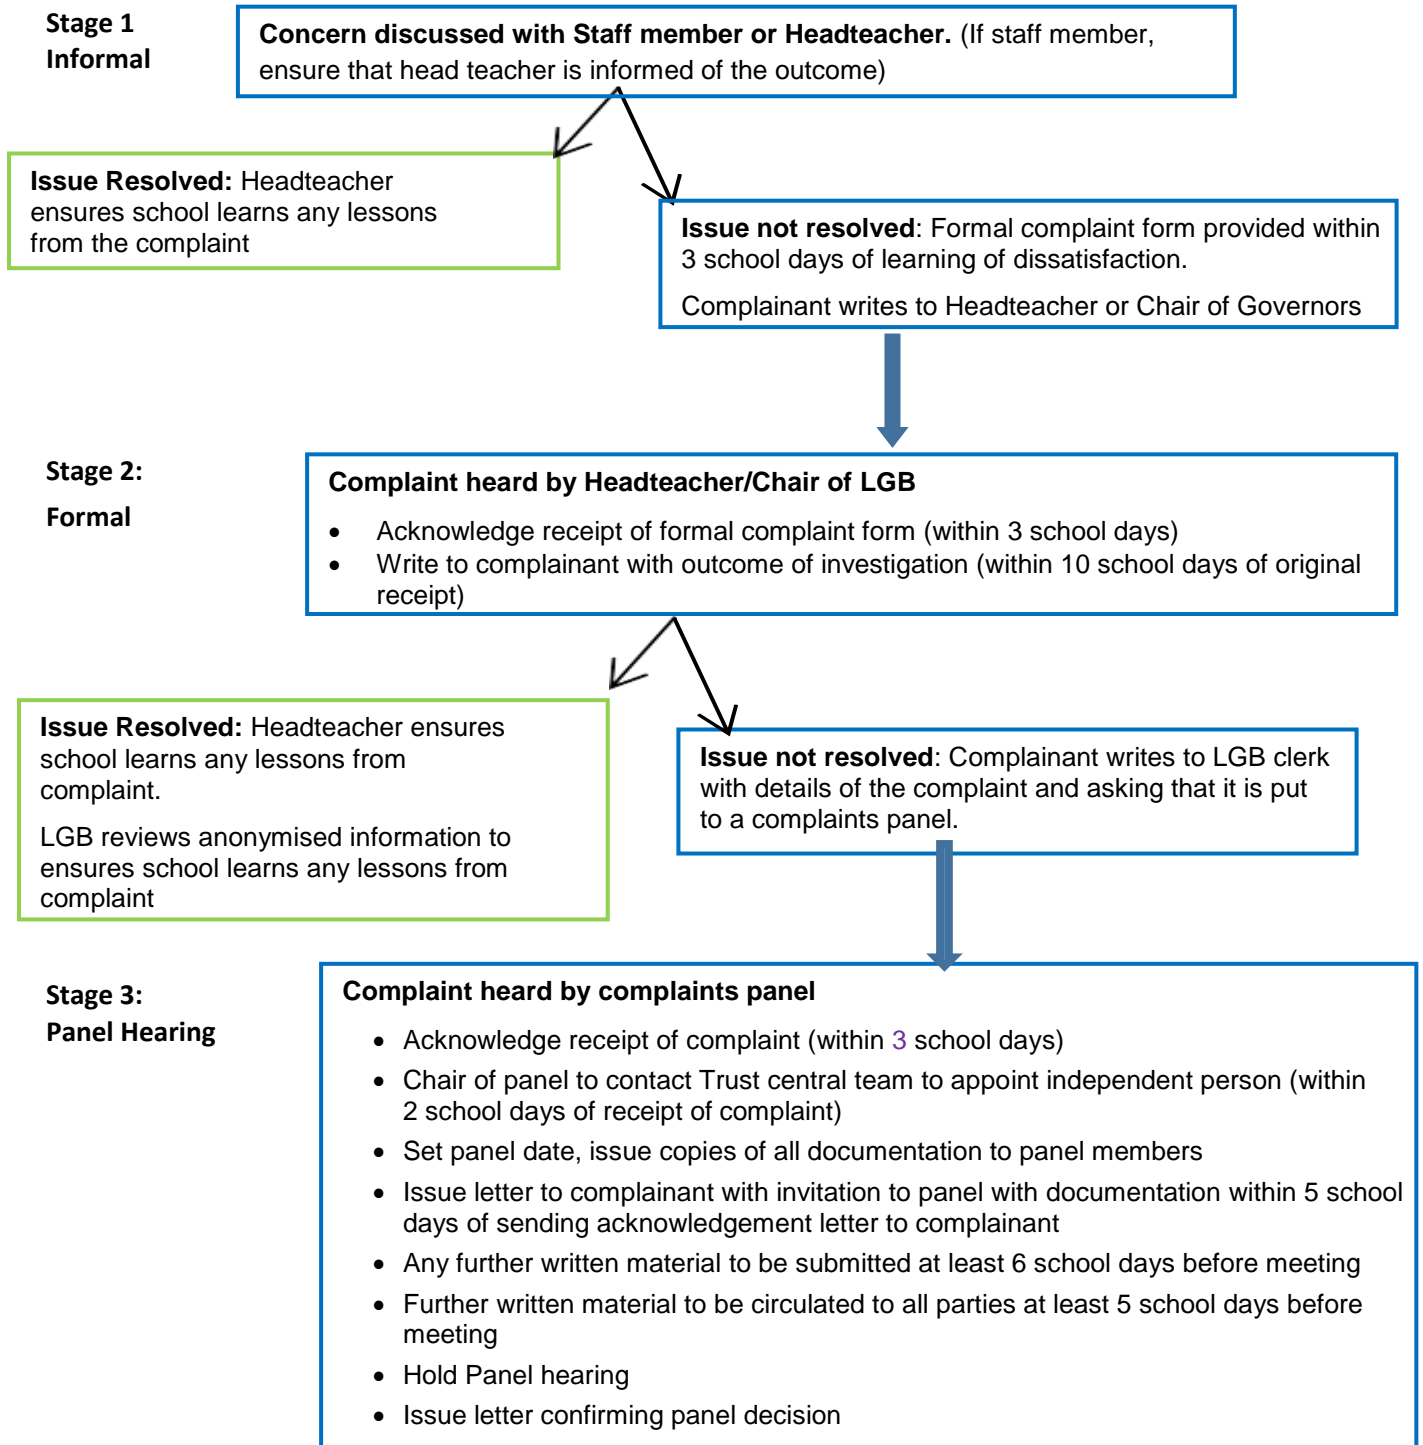 Stage 1
Informal
Concern discussed with Staff member or Headteacher. (If staff member,
ensure that head teacher is informed of the outcome)
Issue Resolved: Headteacher
ensures school learns any lessons
from the complaint
Issue not resolved: Formal complaint form provided within
3 school days of learning of dissatisfaction.
Complainant writes to Headteacher or Chair of Governors
Stage 2:
Formal
Complaint heard by Headteacher/Chair of LGB
• Acknowledge receipt of formal complaint form (within 3 school days)
• Write to complainant with outcome of investigation (within 10 school days of original
receipt)
Issue Resolved: Headteacher ensures
school learns any lessons from
complaint.
LGB reviews anonymised information to
ensures school learns any lessons from
complaint
Issue not resolved: Complainant writes to LGB clerk
with details of the complaint and asking that it is put
to a complaints panel.
Stage 3:
Panel Hearing
Complaint heard by complaints panel
• Acknowledge receipt of complaint (within 3 school days)
• Chair of panel to contact Trust central team to appoint independent person (within
2 school days of receipt of complaint)
• Set panel date, issue copies of all documentation to panel members
• Issue letter to complainant with invitation to panel with documentation within 5 school
days of sending acknowledgement letter to complainant
• Any further written material to be submitted at least 6 school days before meeting
• Further written material to be circulated to all parties at least 5 school days before
meeting
• Hold Panel hearing
• Issue letter confirming panel decision